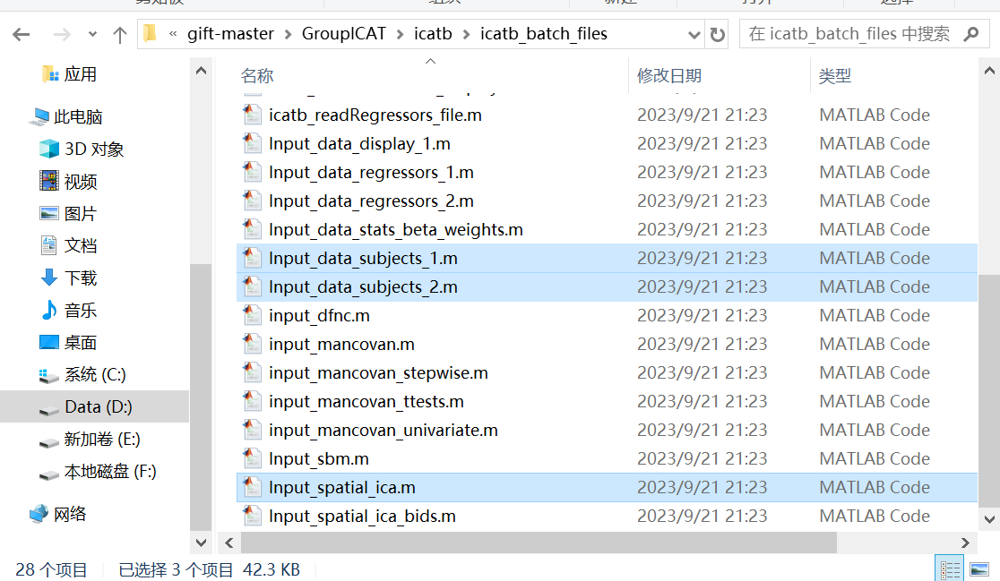 组织
« gift-master > GroupICAT > icatb > icatb_batch_files
在 icatb_batch_files 中搜索
应用
此电脑
3D 对象
视频
图片
文档
下载
音乐
桌面
系统 (C:)
Data (D:)
新加卷 (E:)
本地磁盘 (F:)
网络
名称 修改日期 类型
icatb_readRegressors_file.m 2023/9/21 21:23 MATLAB Code
Input_data_display_1.m 2023/9/21 21:23 MATLAB Code
Input_data_regressors_1.m 2023/9/21 21:23 MATLAB Code
Input_data_regressors_2.m 2023/9/21 21:23 MATLAB Code
Input_data_stats_beta_weights.m 2023/9/21 21:23 MATLAB Code
Input_data_subjects_1.m 2023/9/21 21:23 MATLAB Code
Input_data_subjects_2.m 2023/9/21 21:23 MATLAB Code
input_dfnc.m 2023/9/21 21:23 MATLAB Code
input_mancovan.m 2023/9/21 21:23 MATLAB Code
input_mancovan_stepwise.m 2023/9/21 21:23 MATLAB Code
input_mancovan_ttests.m 2023/9/21 21:23 MATLAB Code
input_mancovan_univariate.m 2023/9/21 21:23 MATLAB Code
Input_sbm.m 2023/9/21 21:23 MATLAB Code
Input_spatial_ica.m 2023/9/21 21:23 MATLAB Code
Input_spatial_ica_bids.m 2023/9/21 21:23 MATLAB Code
28 个项目 已选择 3 个项目 42.3 KB